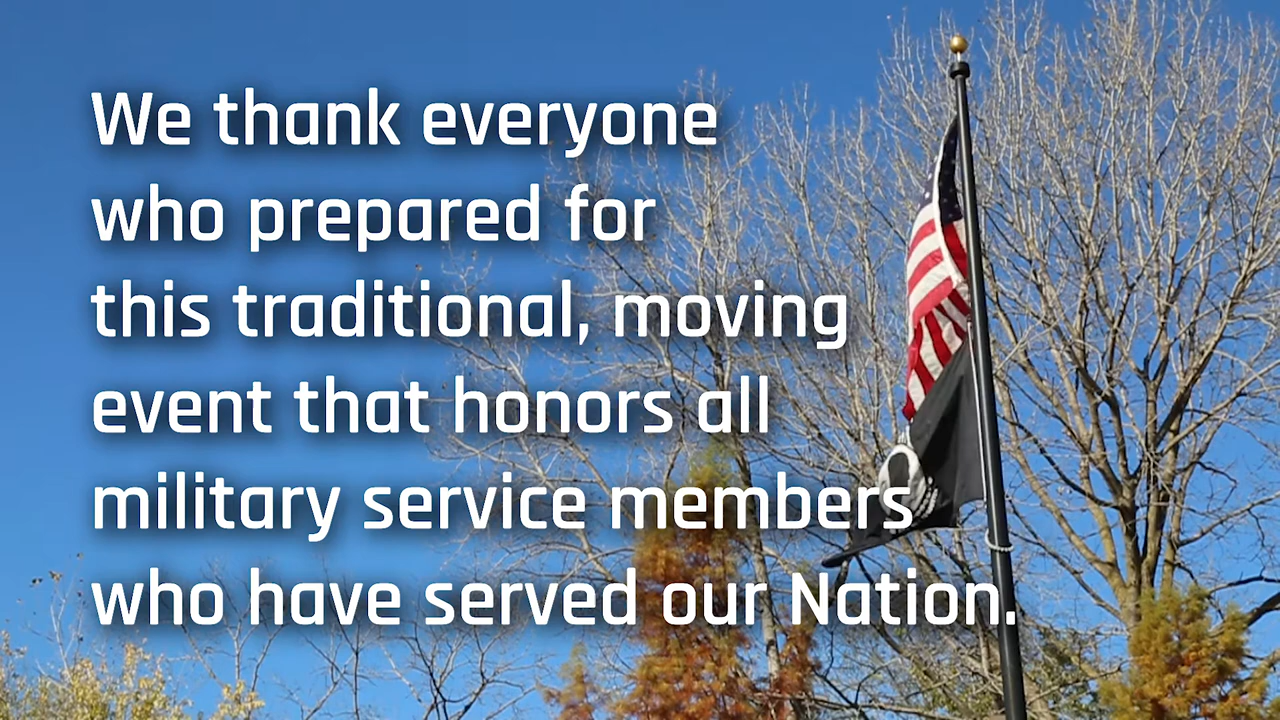 We thank everyone
who prepared for
this traditional, moving
event that honors all
military service members
who have served our Nation.